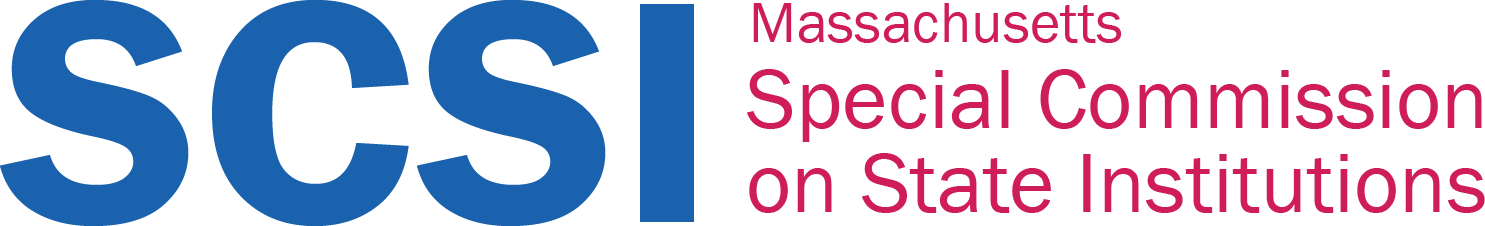 SCSI
Massachusetts
Special Commission
on State Institutions